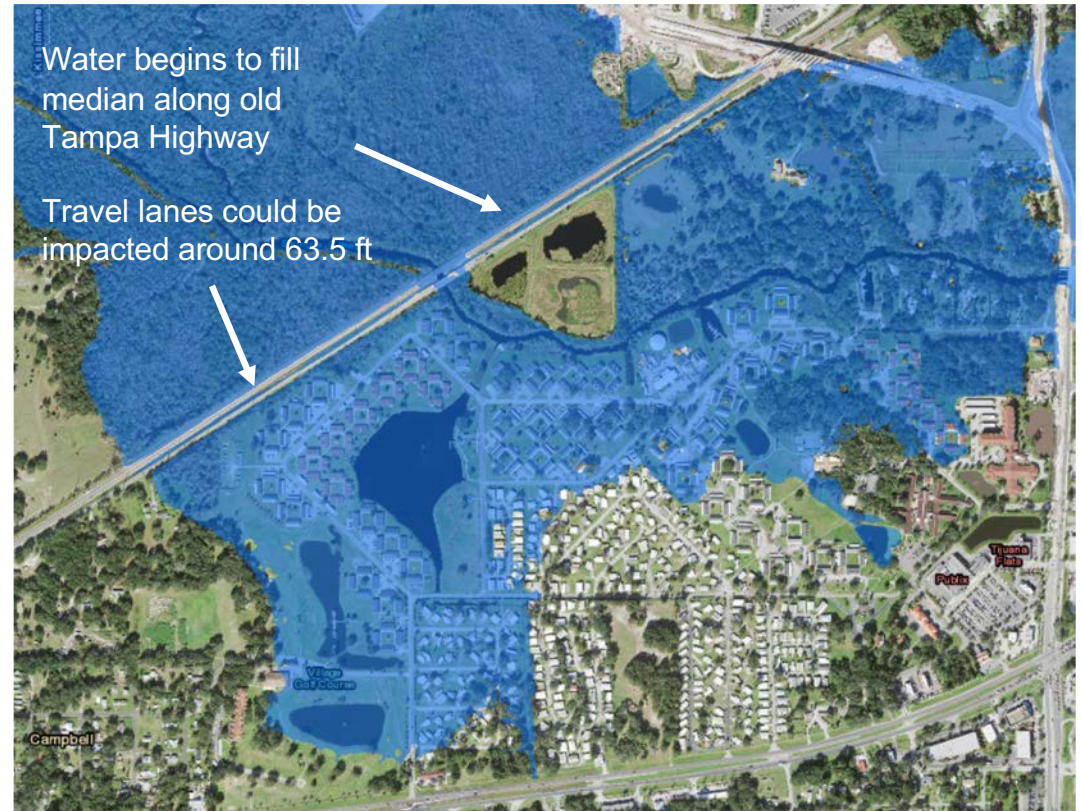 Kissimmee
Water begins to fill
median along old
Tampa Highway
Travel lanes could be
impacted around 63.5 ft
Tijuana
Flats
Publix
Village
Golf Course
Campbell